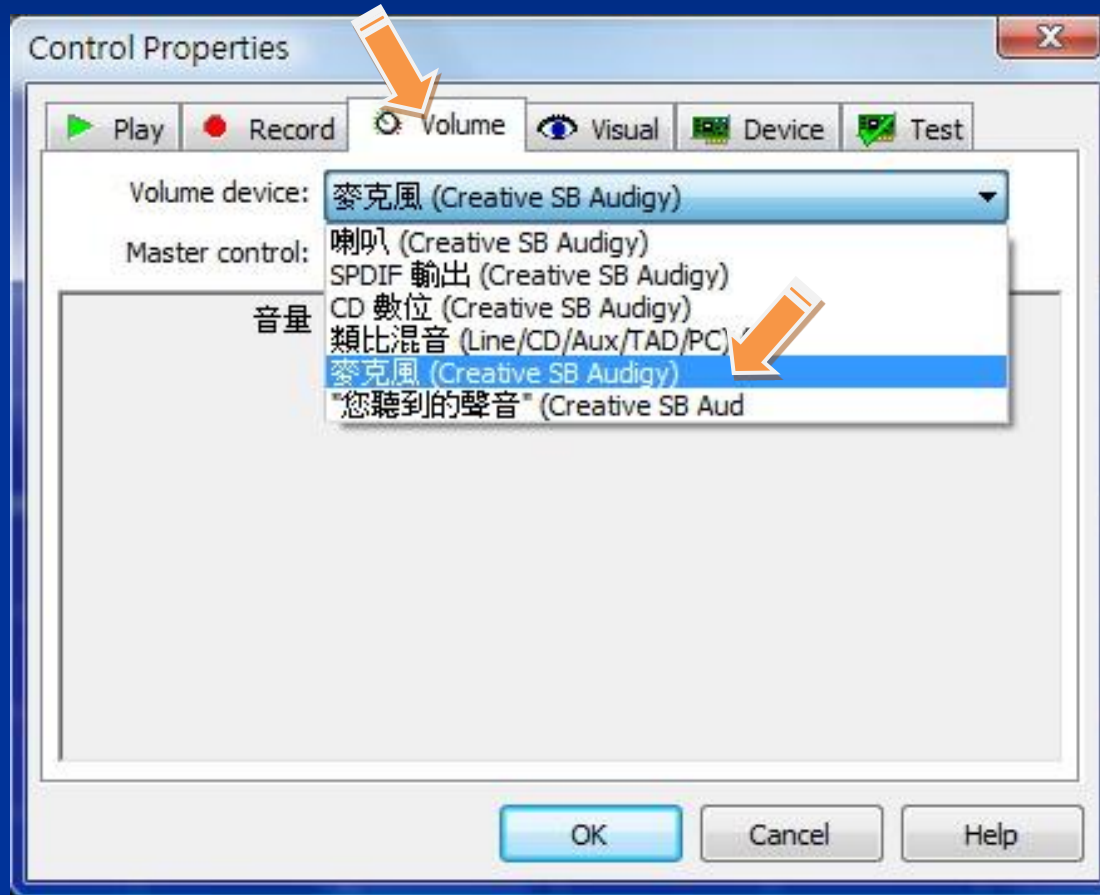 Control Properties
Play Record Volume Visual Device Test
Volume device: 麥克風 (Creative SB Audigy)
Master control:
喇叭 (Creative SB Audigy)
SPDIF 輸出 (Creative SB Audigy)
CD 數位 (Creative SB Audigy)
類比混音 (Line/CD/Aux/TAD/PC) (
麥克風 (Creative SB Audigy)
"您聽到的聲音" (Creative SB Aud
音量
OK Cancel Help